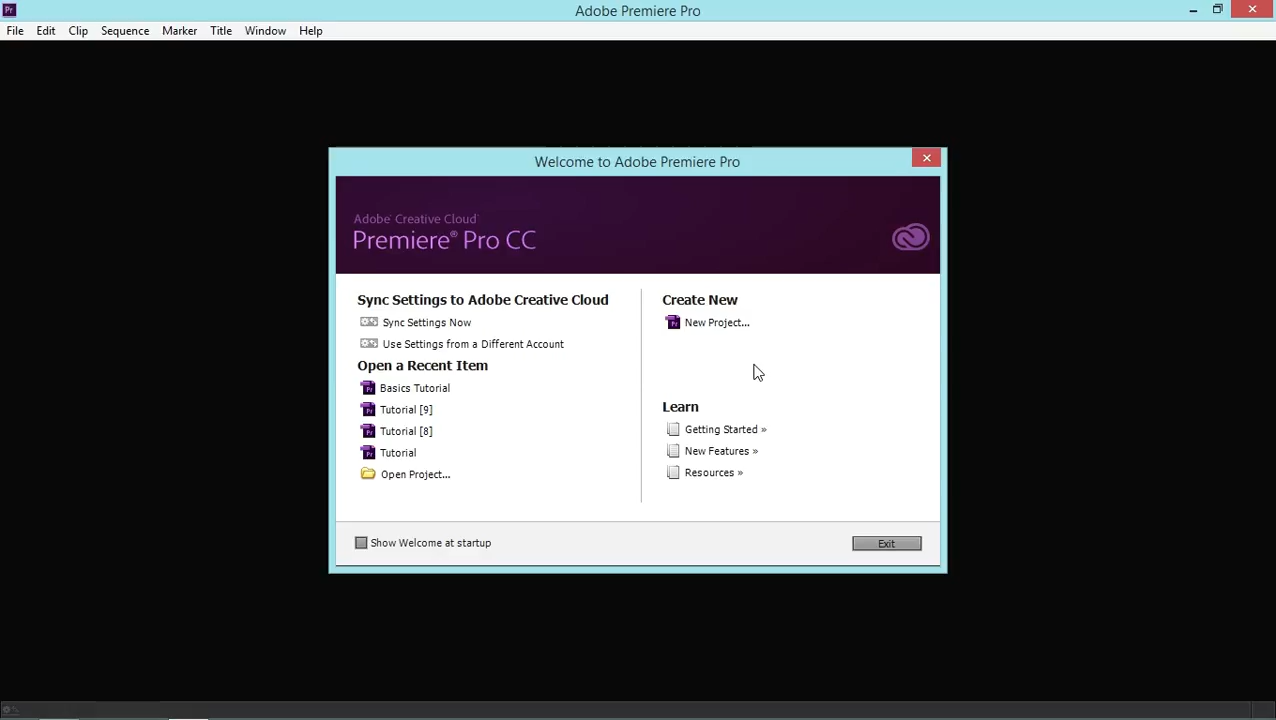 Adobe Premiere Pro
File Edit Clip Sequence Marker Title Window Help
Welcome to Adobe Premiere Pro
Adobe® Creative Cloud™
Premiere® Pro CC
Sync Settings to Adobe Creative Cloud
Sync Settings Now
Use Settings from a Different Account
Open a Recent Item
Basics Tutorial
Tutorial [9]
Tutorial [8]
Tutorial
Open Project...
Create New
New Project...
Learn
Getting Started »
New Features »
Resources »
Show Welcome at startup
Exit